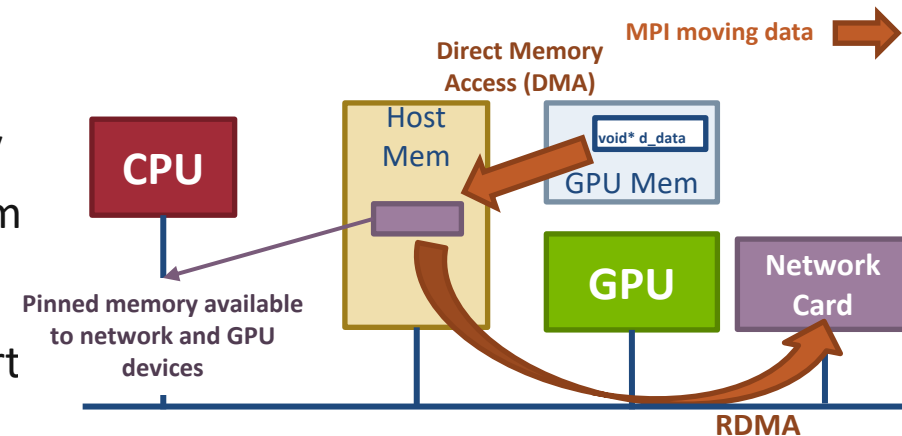 MPI moving data
Direct Memory
Access (DMA)
Host
Mem
void* d_data
GPU Mem
CPU
GPU
Network
Card
Pinned memory available
to network and GPU
devices
RDMA